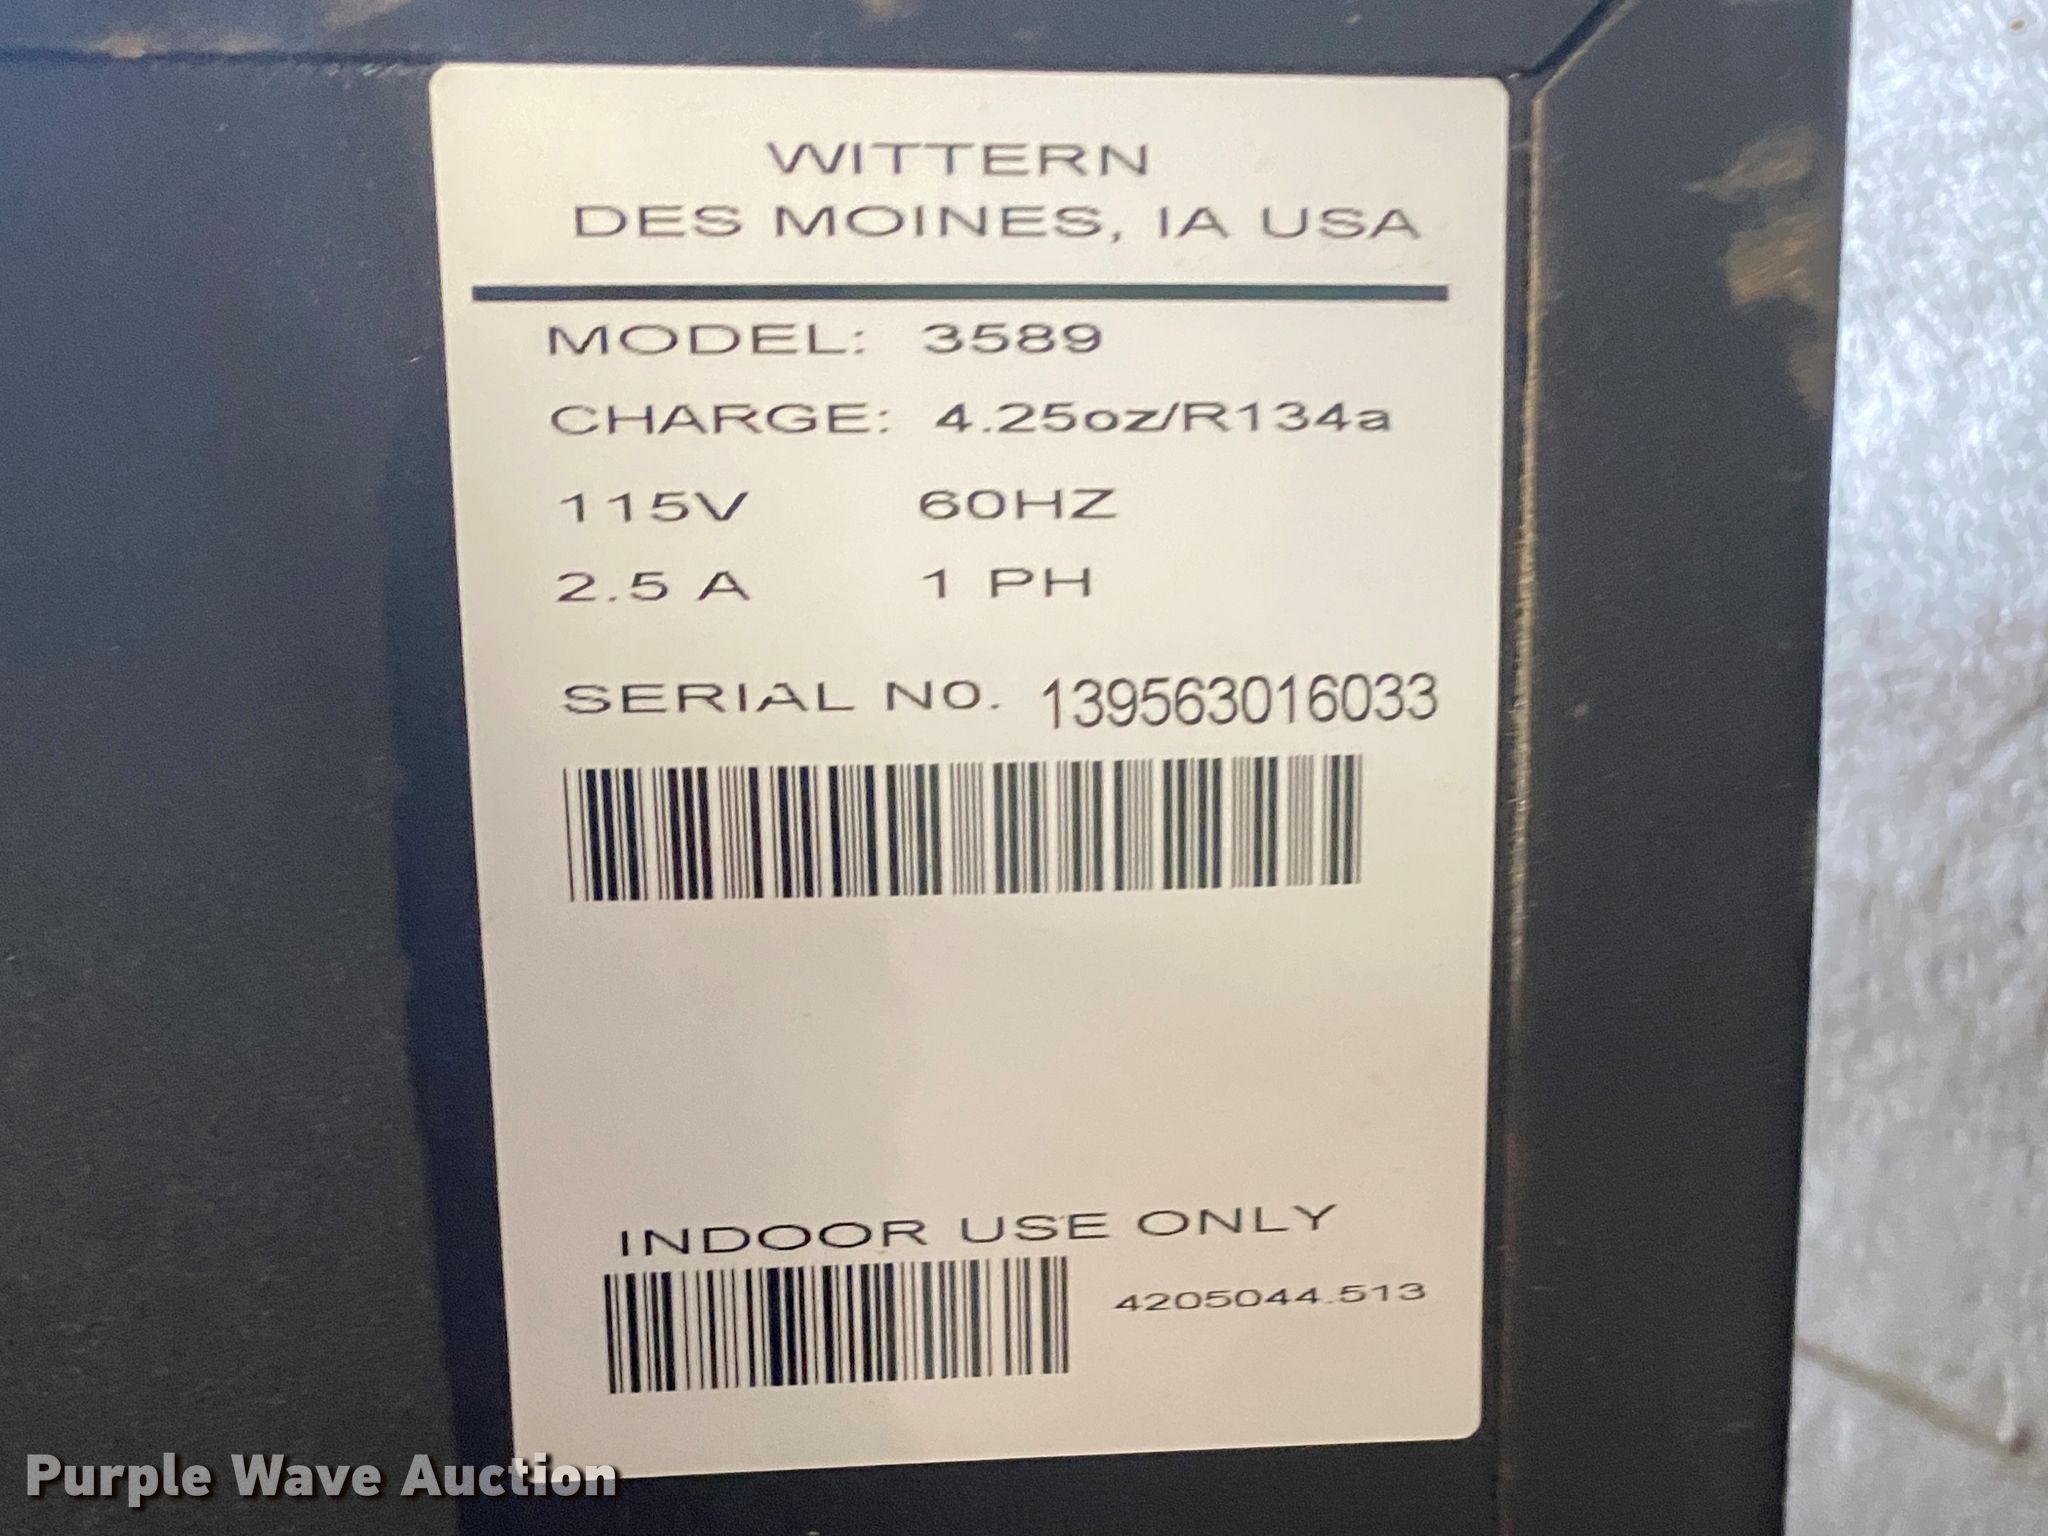 WITTERN
DES MOINES, IA USA
MODEL: 3589
CHARGE: 4.25oz/R134a
115V 60HZ
2.5 A 1 PH
SERIAL NO. 139563016033
INDOOR USE ONLY
4205044.513
Purple Wave Auction